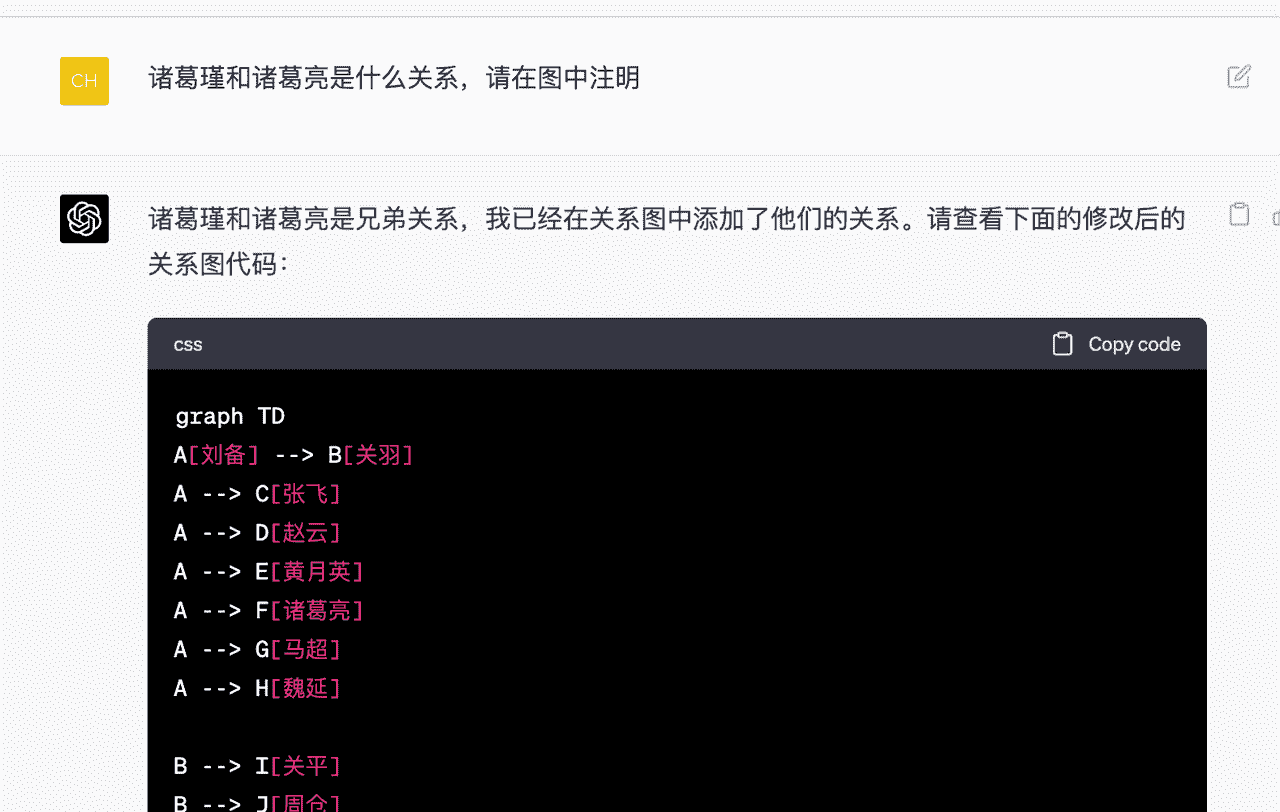 CH
诸葛瑾和诸葛亮是什么关系，请在图中注明
诸葛瑾和诸葛亮是兄弟关系，我已经在关系图中添加了他们的关系。请查看下面的修改后的
关系图代码：
css
Copy code
graph TD
A[刘备] --> B[关羽]
A --> C[张飞]
A --> D[赵云]
A --> E[黄月英]
A --> F[诸葛亮]
A --> G[马超]
A --> H[魏延]
B --> I[关平]
B --> J[周仓]